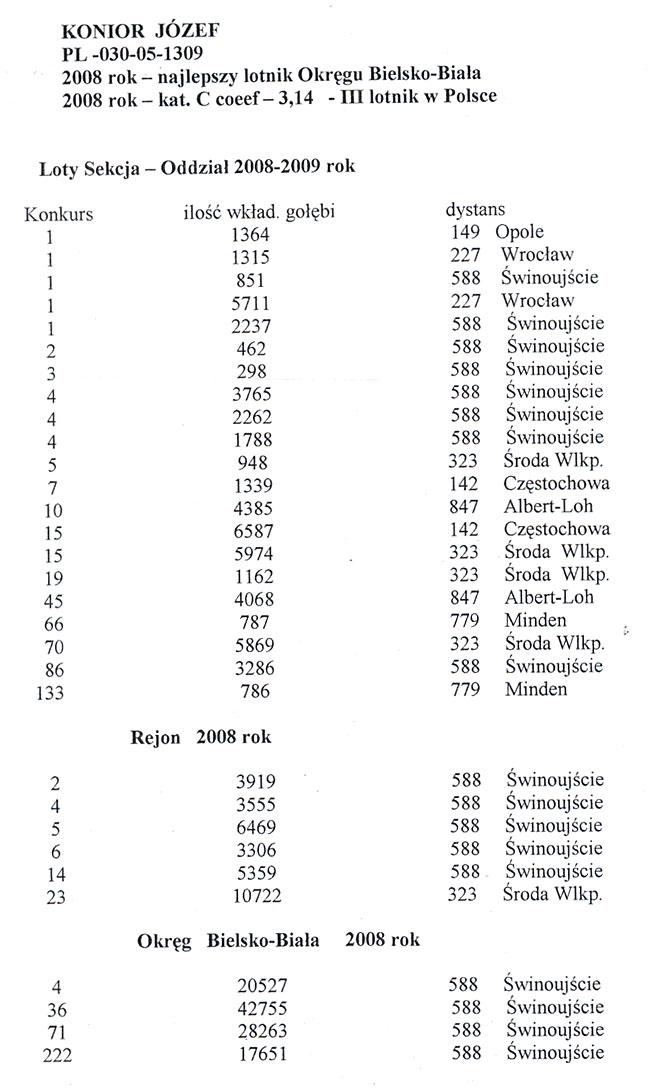 KONIOR JÓZEF
PL -030-05-1309
2008 rok – najlepszy lotnik Okręgu Bielsko-Biala
2008 rok – kat. C coeef – 3,14 - III lotnik w Polsce
Loty Sekcja – Oddział 2008-2009 rok
Konkurs ilość wkład. gołębi dystans
1 1364 149 Opole
1 1315 227 Wrocław
1 851 588 Świnoujście
1 5711 227 Wrocław
1 2237 588 Świnoujście
2 462 588 Świnoujście
3 298 588 Świnoujście
4 3765 588 Świnoujście
4 2262 588 Świnoujście
4 1788 588 Świnoujście
5 948 323 Środa Wlkp.
7 1339 142 Częstochowa
10 4385 847 Albert-Loh
15 6587 142 Częstochowa
15 5974 323 Środa Wlkp.
19 1162 323 Środa Wlkp.
45 4068 847 Albert-Loh
66 787 779 Minden
70 5869 323 Środa Wlkp.
86 3286 588 Świnoujście
133 786 779 Minden
Rejon 2008 rok
2 3919 588 Świnoujście
4 3555 588 Świnoujście
5 6469 588 Świnoujście
6 3306 588 Świnoujście
14 5359 588 Świnoujście
23 10722 323 Środa Wlkp.
Okręg Bielsko-Biała 2008 rok
4 20527 588 Świnoujście
36 42755 588 Świnoujście
71 28263 588 Świnoujście
222 17651 588 Świnoujście